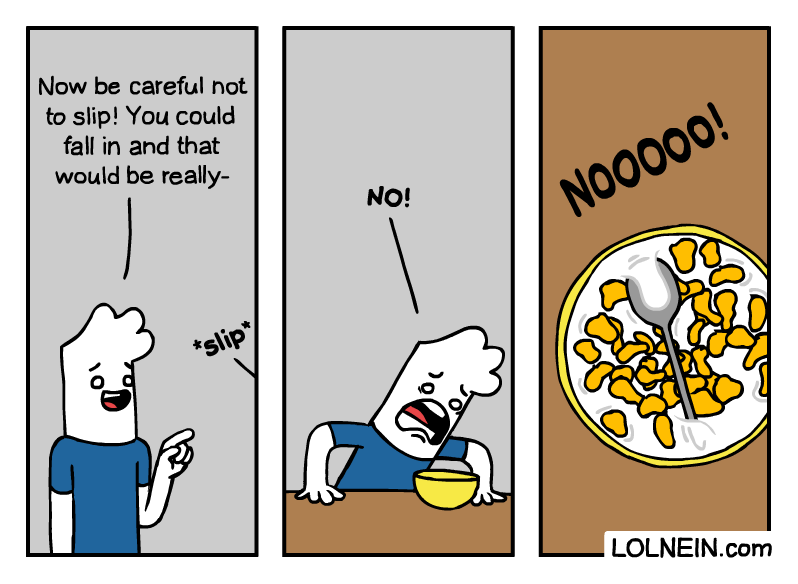 Now be careful not
to slip! You could
fall in and that
would be really-
*slip*
NO!
NOOOOO!
LOLNEIN.com